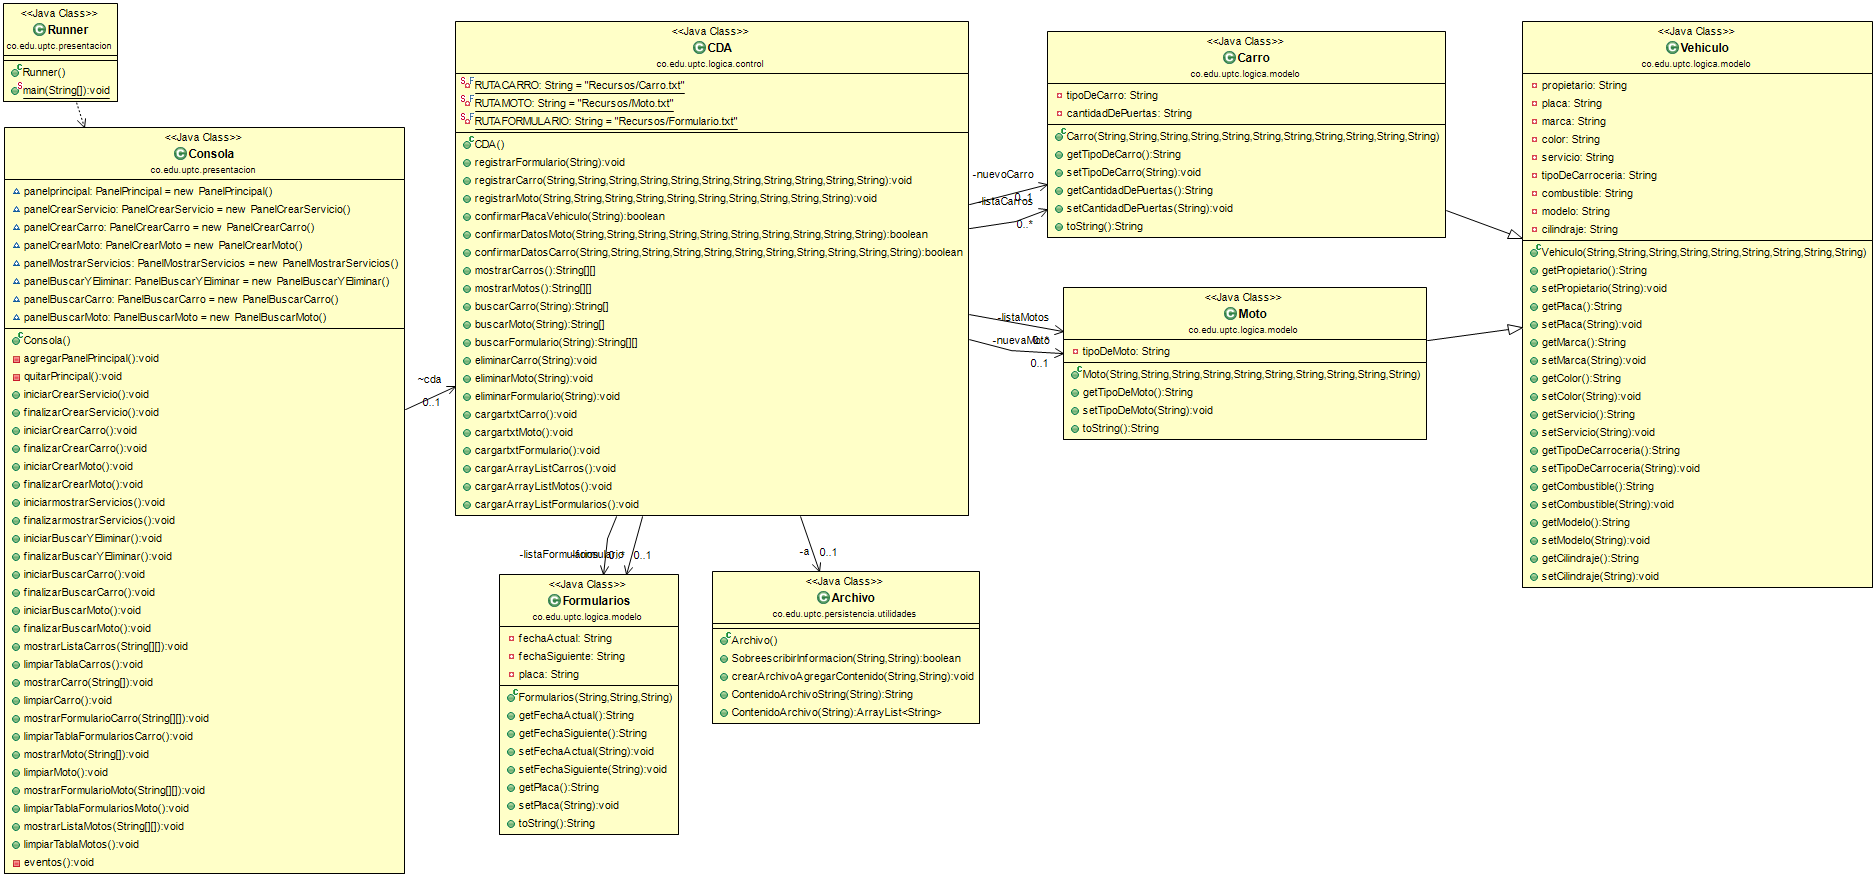 <<Java Class>>
Runner
co.edu.uptc.presentacion
Runner()
main(String[]):void
<<Java Class>>
Consola
co.edu.uptc.presentacion
panelprincipal: PanelPrincipal = new PanelPrincipal()
panelCrearServicio: PanelCrearServicio = new PanelCrearServicio()
panelCrearCarro: PanelCrearCarro = new PanelCrearCarro()
panelCrearMoto: PanelCrearMoto = new PanelCrearMoto()
panelMostrarServicios: PanelMostrarServicios = new PanelMostrarServicios()
panelBuscarYEliminar: PanelBuscarYEliminar = new PanelBuscarYEliminar()
panelBuscarCarro: PanelBuscarCarro = new PanelBuscarCarro()
panelBuscarMoto: PanelBuscarMoto = new PanelBuscarMoto()
Consola()
agregarPanelPrincipal():void
quitarPrincipal():void
iniciarCrearServicio():void
finalizarCrearServicio():void
iniciarCrearCarro():void
finalizarCrearCarro():void
iniciarCrearMoto():void
finalizarCrearMoto():void
iniciarmostrarServicios():void
finalizarmostrarServicios():void
iniciarBuscarYEliminar():void
finalizarBuscarYEliminar():void
iniciarBuscarCarro():void
finalizarBuscarCarro():void
iniciarBuscarMoto():void
finalizarBuscarMoto():void
mostrarListaCarros(String[][]):void
limpiarTablaCarros():void
mostrarCarro(String[]):void
limpiarCarro():void
mostrarFormularioCarro(String[][]):void
limpiarTablaFormulariosCarro():void
mostrarMoto(String[]):void
limpiarMoto():void
mostrarFormularioMoto(String[][]):void
limpiarTablaFormulariosMoto():void
mostrarListaMotos(String[][]):void
limpiarTablaMotos():void
eventos():void
~cda
0..1
<<Java Class>>
CDA
co.edu.uptc.logica.control
RUTACARRO: String = "Recursos/Carro.txt"
RUTAMOTO: String = "Recursos/Moto.txt"
RUTAFORMULARIO: String = "Recursos/Formulario.txt"
CDA()
registrarFormulario(String):void
registrarCarro(String,String,String,String,String,String,String,String,String,String,String):void
registrarMoto(String,String,String,String,String,String,String,String,String,String):void
confirmarPlacaVehiculo(String):boolean
confirmarDatosMoto(String,String,String,String,String,String,String,String,String,String):boolean
confirmarDatosCarro(String,String,String,String,String,String,String,String,String,String,String):boolean
mostrarCarros():String[][]
mostrarMotos():String[][]
buscarCarro(String):String[]
buscarMoto(String):String[]
buscarFormulario(String):String[][]
eliminarCarro(String):void
eliminarMoto(String):void
eliminarFormulario(String):void
cargartxtCarro():void
cargartxtMoto():void
cargartxtFormulario():void
cargarArrayListCarros():void
cargarArrayListMotos():void
cargarArrayListFormularios():void
-nuevoCarro
0..1
-listaCarros
0..*
-listaMotos
0..*
-nuevaMoto
0..1
0..1
-a
0..1
<<Java Class>>
Formularios
co.edu.uptc.logica.modelo
fechaActual: String
fechaSiguiente: String
placa: String
Formularios(String,String,String)
getFechaActual():String
getFechaSiguiente():String
setFechaActual(String):void
setFechaSiguiente(String):void
getPlaca():String
setPlaca(String):void
toString():String
<<Java Class>>
Archivo
co.edu.uptc.persistencia.utilidades
Archivo()
SobreescribirInformacion(String,String):boolean
crearArchivoAgregarContenido(String,String):void
ContenidoArchivoString(String):String
ContenidoArchivo(String):ArrayList<String>
<<Java Class>>
Carro
co.edu.uptc.logica.modelo
tipoDeCarro: String
cantidadDePuertas: String
Carro(String,String,String,String,String,String,String,String,String,String,String)
getTipoDeCarro():String
setTipoDeCarro(String):void
getCantidadDePuertas():String
setCantidadDePuertas(String):void
toString():String
<<Java Class>>
Moto
co.edu.uptc.logica.modelo
tipoDeMoto: String
Moto(String,String,String,String,String,String,String,String,String,String)
getTipoDeMoto():String
setTipoDeMoto(String):void
toString():String
<<Java Class>>
Vehiculo
co.edu.uptc.logica.modelo
propietario: String
placa: String
marca: String
color: String
servicio: String
tipoDeCarroceria: String
combustible: String
modelo: String
cilindraje: String
Vehiculo(String,String,String,String,String,String,String,String,String)
getPropietario():String
setPropietario(String):void
getPlaca():String
setPlaca(String):void
getMarca():String
setMarca(String):void
getColor():String
setColor(String):void
getServicio():String
setServicio(String):void
getTipoDeCarroceria():String
setTipoDeCarroceria(String):void
getCombustible():String
setCombustible(String):void
getModelo():String
setModelo(String):void
getCilindraje():String
setCilindraje(String):void